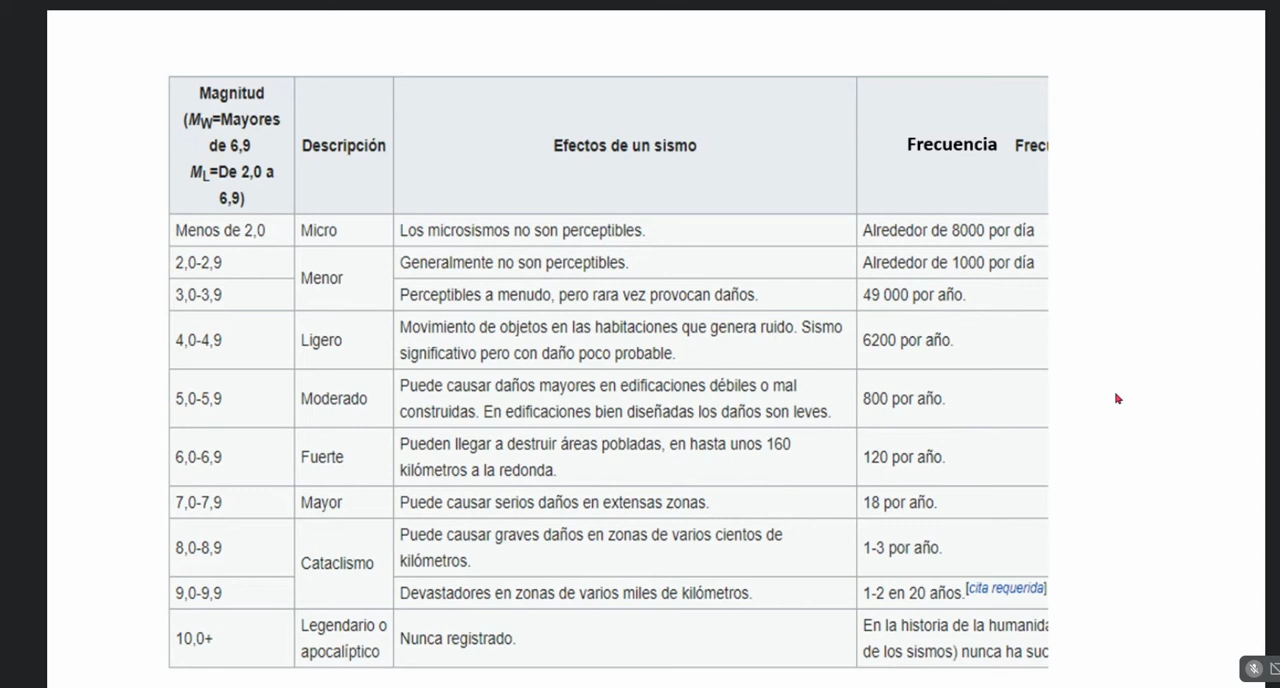 Magnitud
(MW=Mayores
de 6,9
ML=De 2,0 a
6,9)
Descripción
Efectos de un sismo
Frecuencia
Menos de 2,0 Micro Los microsismos no son perceptibles. Alrededor de 8000 por día
2,0-2,9 Menor Generalmente no son perceptibles. Alrededor de 1000 por día
3,0-3,9 Perceptibles a menudo, pero rara vez provocan daños. 49 000 por año.
4,0-4,9 Ligero Movimiento de objetos en las habitaciones que genera ruido. Sismo
significativo pero con daño poco probable. 6200 por año.
5,0-5,9 Moderado Puede causar daños mayores en edificaciones débiles o mal
construidas. En edificaciones bien diseñadas los daños son leves. 800 por año.
6,0-6,9 Fuerte Pueden llegar a destruir áreas pobladas, en hasta unos 160
kilómetros a la redonda. 120 por año.
7,0-7,9 Mayor Puede causar serios daños en extensas zonas. 18 por año.
8,0-8,9 Cataclismo Puede causar graves daños en zonas de varios cientos de
kilómetros. 1-3 por año.
9,0-9,9 Devastadores en zonas de varios miles de kilómetros. 1-2 en 20 años.[cita requerida]
10,0+ Legendario o
apocalíptico Nunca registrado. En la historia de la
de los sismos) nunca ha